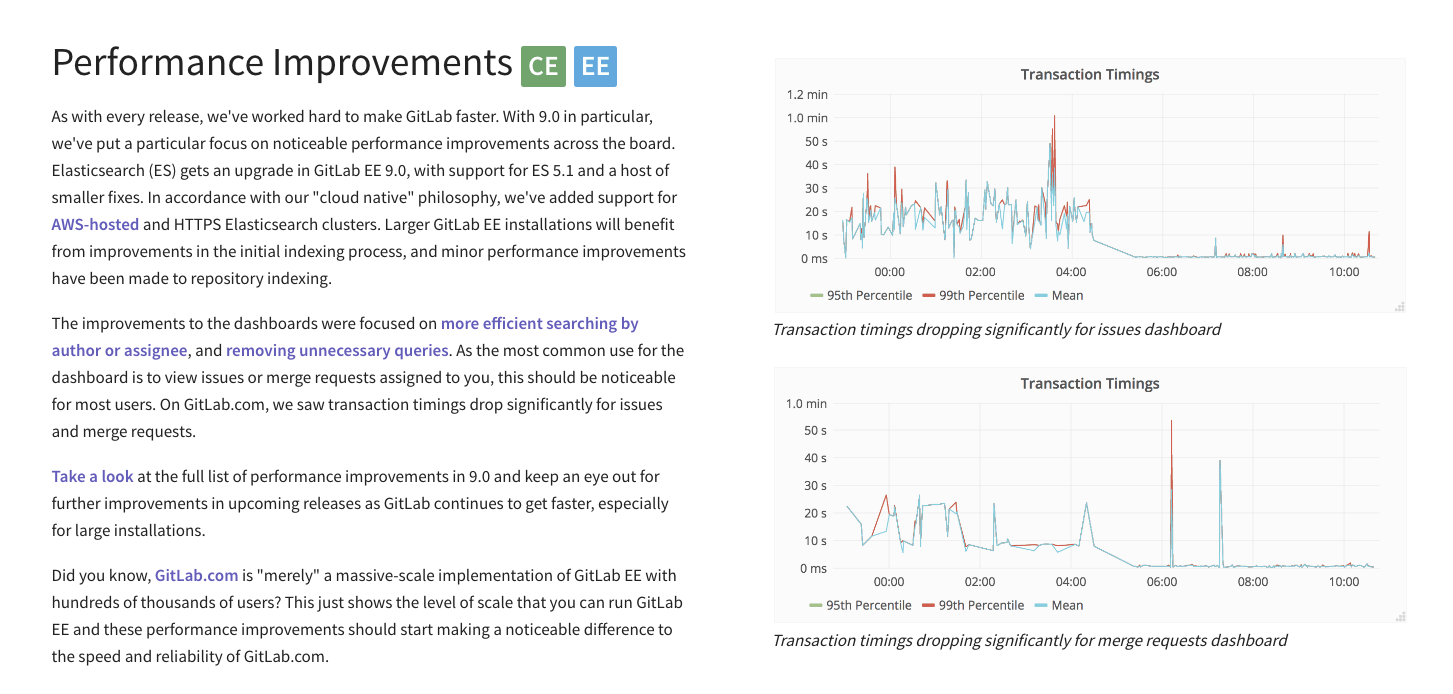 Performance Improvements CE EE
As with every release, we've worked hard to make GitLab faster. With 9.0 in particular,
we've put a particular focus on noticeable performance improvements across the board.
Elasticsearch (ES) gets an upgrade in GitLab EE 9.0, with support for ES 5.1 and a host of
smaller fixes. In accordance with our "cloud native" philosophy, we've added support for
AWS-hosted and HTTPS Elasticsearch clusters. Larger GitLab EE installations will benefit
from improvements in the initial indexing process, and minor performance improvements
have been made to repository indexing.
The improvements to the dashboards were focused on more efficient searching by
author or assignee, and removing unnecessary queries. As the most common use for the
dashboard is to view issues or merge requests assigned to you, this should be noticeable
for most users. On GitLab.com, we saw transaction timings drop significantly for issues
and merge requests.
Take a look at the full list of performance improvements in 9.0 and keep an eye out for
further improvements in upcoming releases as GitLab continues to get faster, especially
for large installations.
Did you know, GitLab.com is "merely" a massive-scale implementation of GitLab EE with
hundreds of thousands of users? This just shows the level of scale that you can run GitLab
EE and these performance improvements should start making a noticeable difference to
the speed and reliability of GitLab.com.
Transaction Timings
1.2 min
1.0 min
50 s
40 s
30 s
20 s
10 s
0 ms
00:00 02:00 04:00 06:00 08:00 10:00
95th Percentile 99th Percentile Mean
Transaction timings dropping significantly for issues dashboard
Transaction Timings
1.0 min
50 s
40 s
30 s
20 s
10 s
0 ms
00:00 02:00 04:00 06:00 08:00 10:00
95th Percentile 99th Percentile Mean
Transaction timings dropping significantly for merge requests dashboard